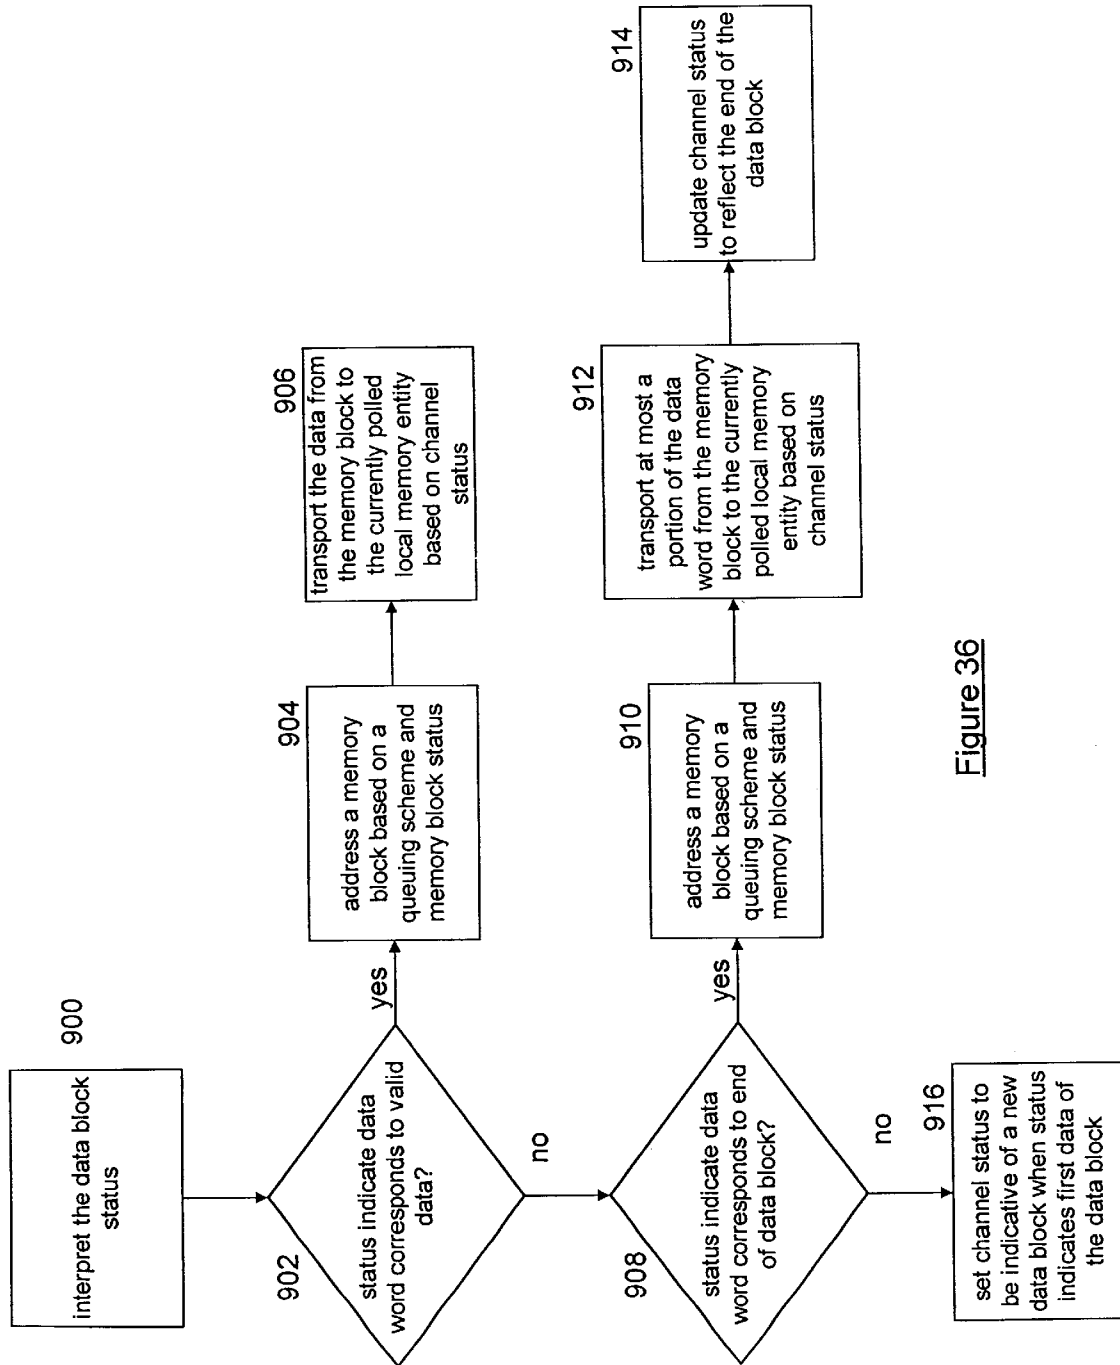 900
interpret the data block
status
902
status indicate data
word corresponds to valid
data?
yes
no
904
address a memory
block based on a
queuing scheme and
memory block status
906
transport the data from
the memory block to
the currently polled
local memory entity
based on channel
status
908
status indicate data
word corresponds to end
of data block?
yes
no
910
address a memory
block based on a
queuing scheme and
memory block status
912
transport at most a
portion of the data
word from the memory
block to the currently
polled local memory
entity based on
channel status
914
update channel status
to reflect the end of the
data block
916
set channel status to
be indicative of a new
data block when status
indicates first data of
the data block
Figure 36